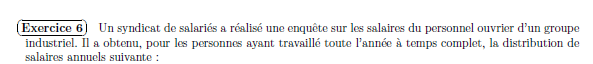 Exercice 6 Un syndicat de salariés a réalisé une enquête sur les salaires du personnel ouvrier d'un groupe
industriel. Il a obtenu, pour les personnes ayant travaillé toute l'année à temps complet, la distribution de
salaires annuels suivante :